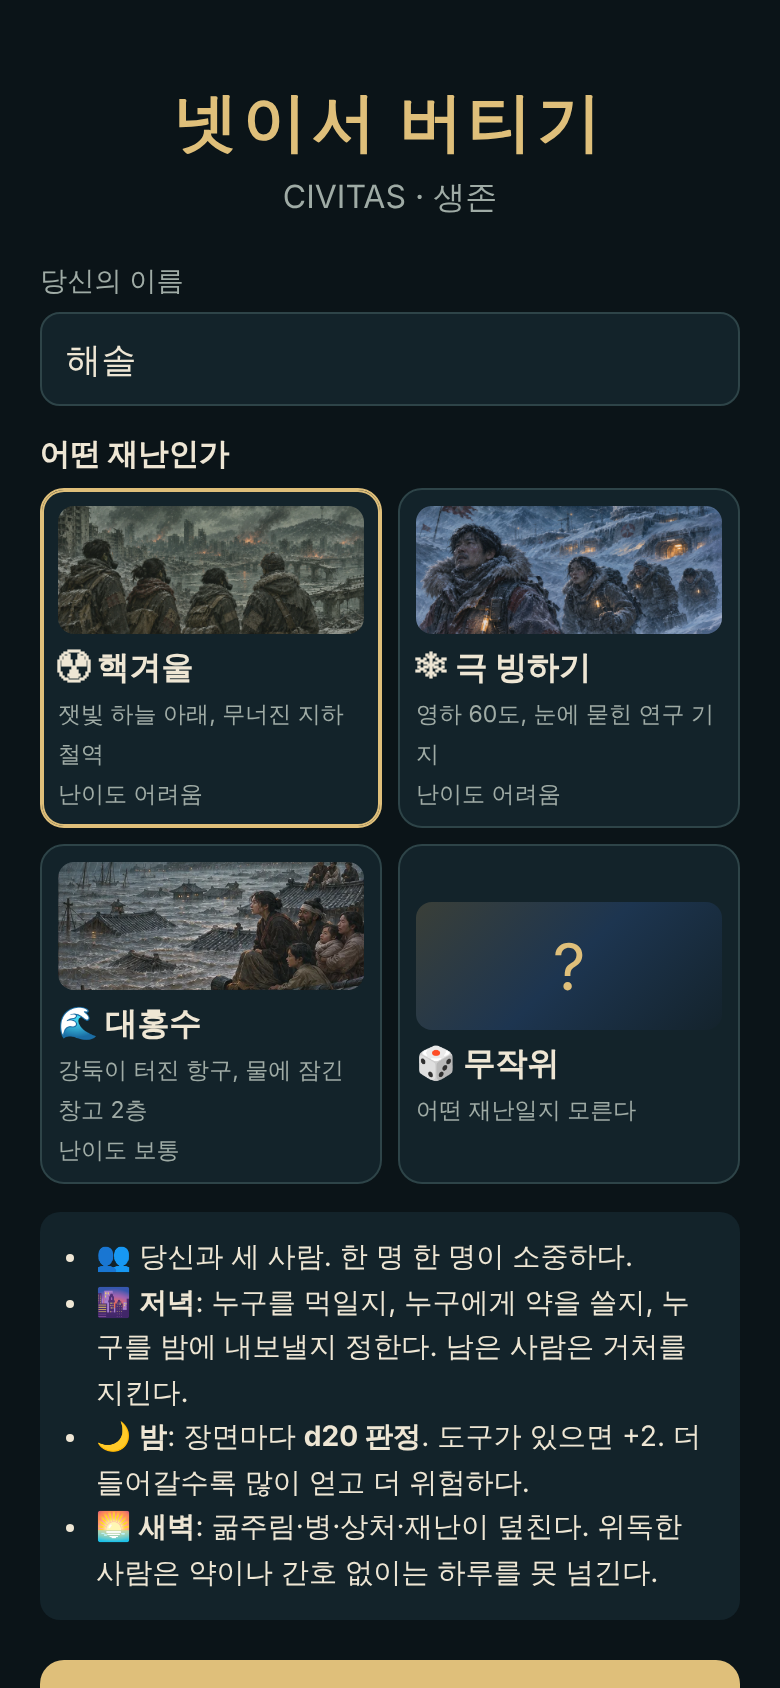 넷이서 버티기
CIVITAS · 생존
당신의 이름
해솔
어떤 재난인가
☢ 핵겨울
잿빛 하늘 아래, 무너진 지하
철역
난이도 어려움
❄ 극 빙하기
영하 60도, 눈에 묻힌 연구 기
지
난이도 어려움
🌊 대홍수
강둑이 터진 항구, 물에 잠긴
창고 2층
난이도 보통
?
🎲 무작위
어떤 재난일지 모른다
• 👥 당신과 세 사람. 한 명 한 명이 소중하다.
• 🌆 저녁: 누구를 먹일지, 누구에게 약을 쓸지, 누
구를 밤에 내보낼지 정한다. 남은 사람은 거처를
지킨다.
• 🌙 밤: 장면마다 d20 판정. 도구가 있으면 +2. 더
들어갈수록 많이 얻고 더 위험하다.
• 🌅 새벽: 굶주림·병·상처·재난이 덮친다. 위독한
사람은 약이나 간호 없이는 하루를 못 넘긴다.